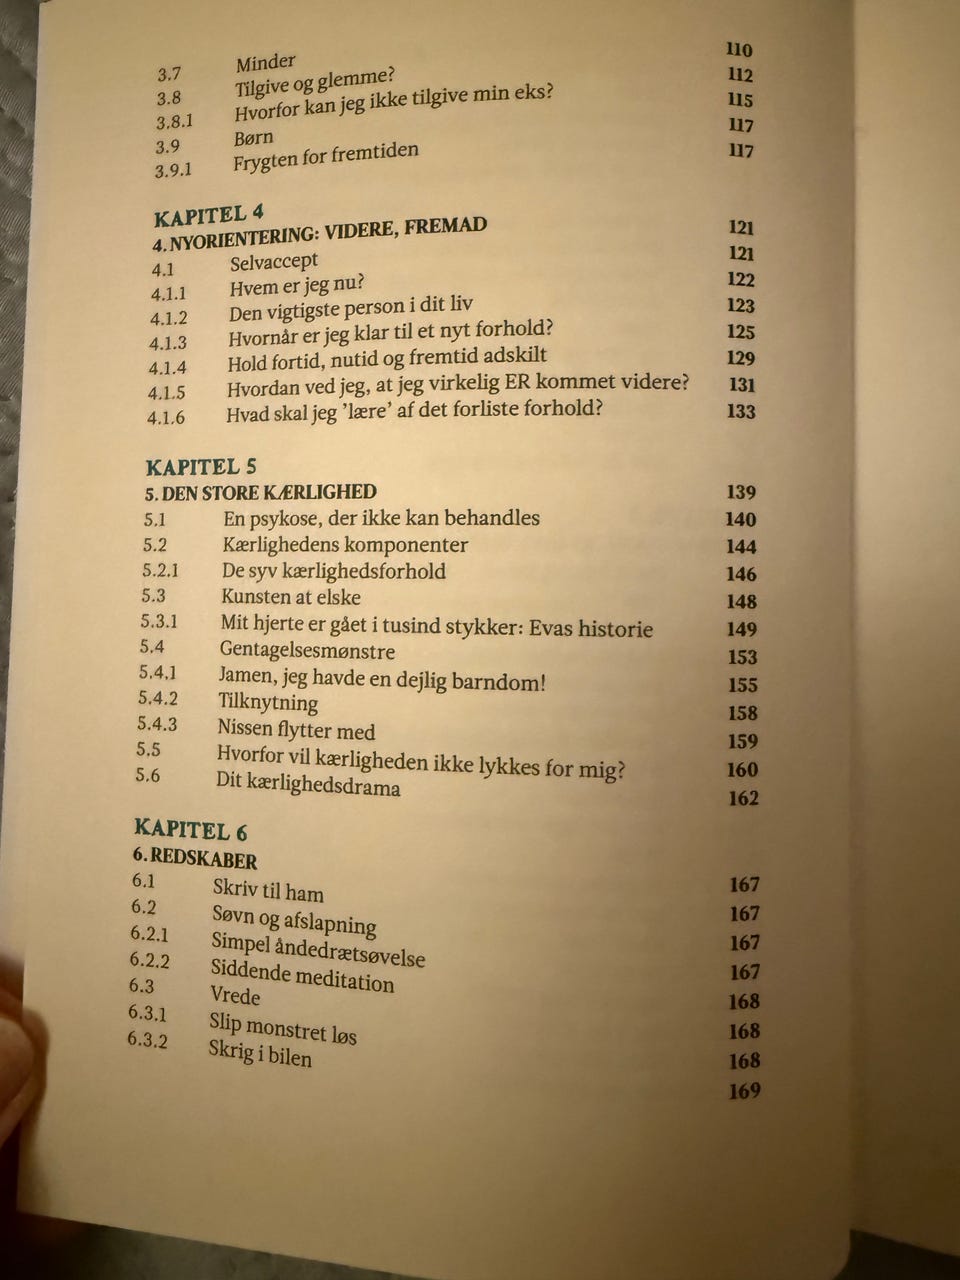 3.7 Minder 110
3.8 Tilgive og glemme? 112
3.8.1 Hvorfor kan jeg ikke tilgive min eks? 115
3.9 Børn 117
3.9.1 Frygten for fremtiden 117
KAPITEL 4
4. NYORIENTERING: VIDERE, FREMAD 121
4.1 Selvaccept 121
4.1.1 Hvem er jeg nu? 122
4.1.2 Den vigtigste person i dit liv 123
4.1.3 Hvornår er jeg klar til et nyt forhold? 125
4.1.4 Hold fortid, nutid og fremtid adskilt 129
4.1.5 Hvordan ved jeg, at jeg virkelig ER kommet videre? 131
4.1.6 Hvad skal jeg ’lære’ af det forliste forhold? 133
KAPITEL 5
5. DEN STORE KÆRLIGHED 139
5.1 En psykose, der ikke kan behandles 140
5.2 Kærlighedens komponenter 144
5.2.1 De syv kærlighedsforhold 146
5.3 Kunsten at elske 148
5.3.1 Mit hjerte er gået i tusind stykker: Evas historie 149
5.4 Gentagelsesmønstre 153
5.4.1 Jamen, jeg havde en dejlig barndom! 155
5.4.2 Tilknytning 158
5.4.3 Nissen flytter med 159
5.5 Hvorfor vil kærligheden ikke lykkes for mig? 160
5.6 Dit kærlighedsdrama 162
KAPITEL 6
6. REDSKABER 167
6.1 Skriv til ham 167
6.2 Søvn og afslapning 167
6.2.1 Simpel åndedrætsøvelse 167
6.2.2 Siddende meditation 168
6.3 Vrede 168
6.3.1 Slip monstret løs 168
6.3.2 Skrig i bilen 169